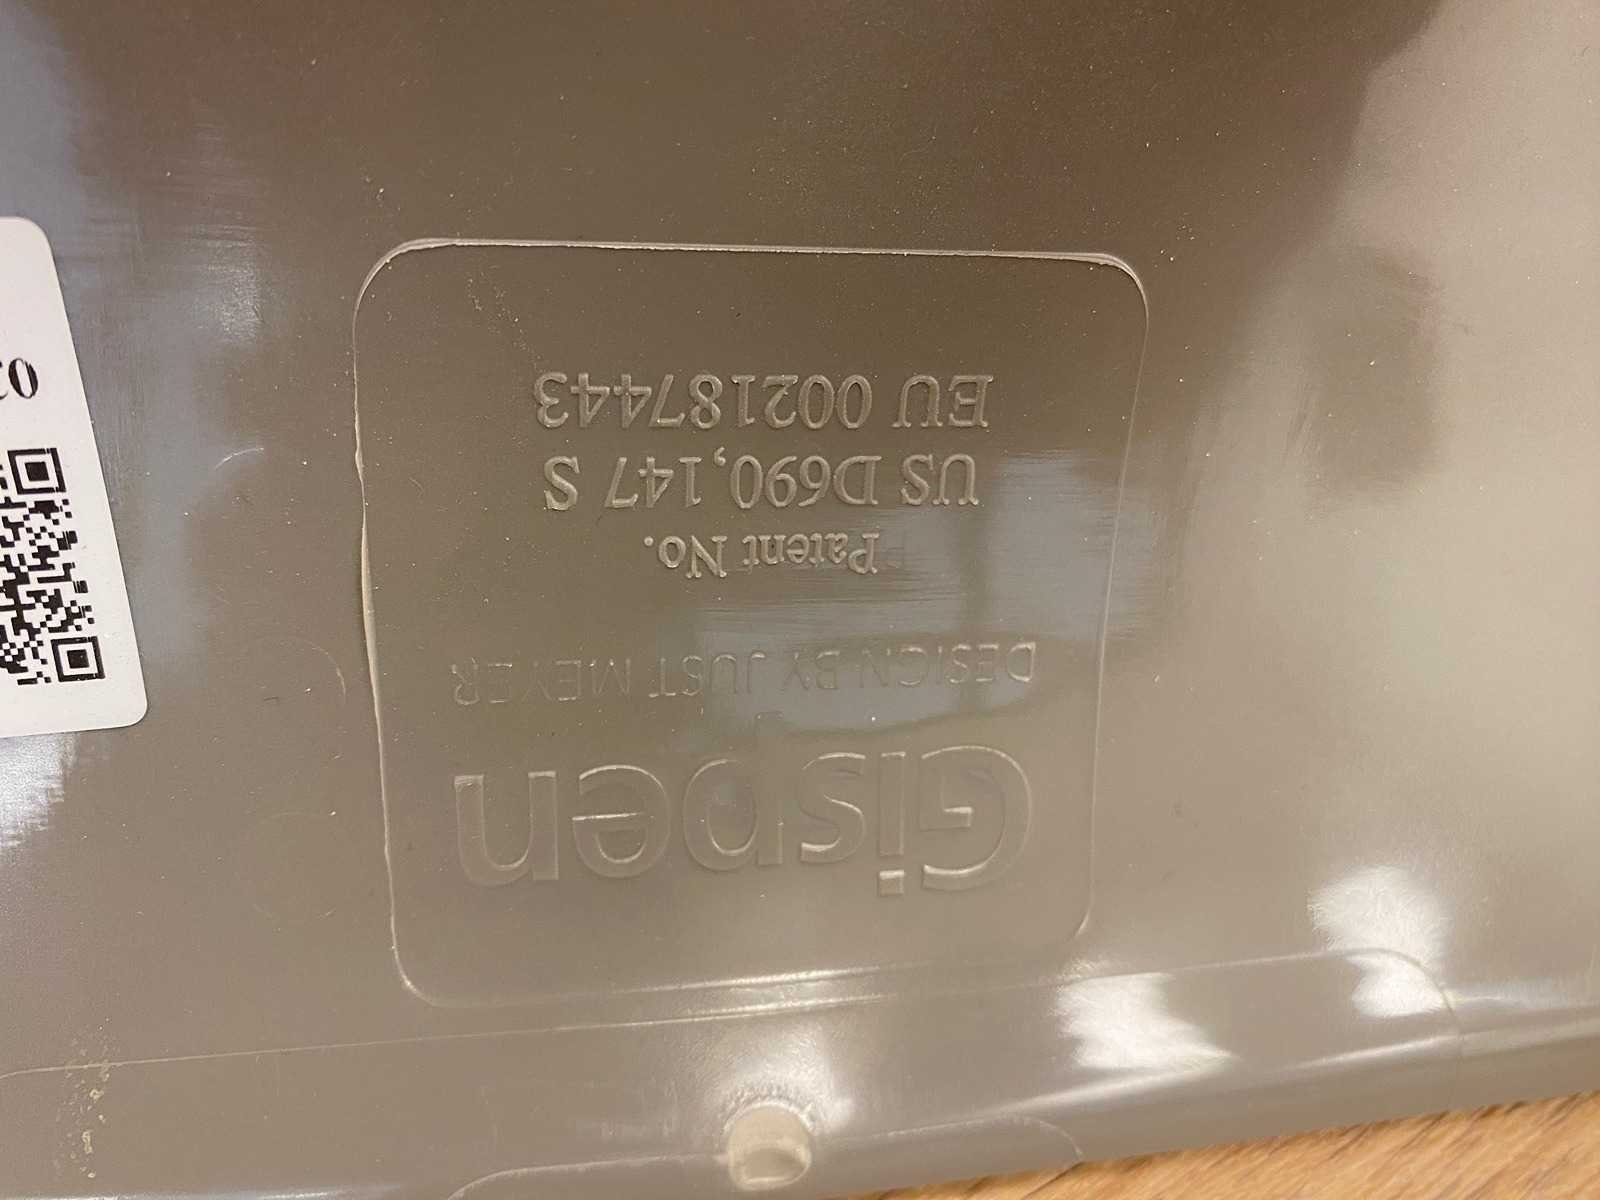 Gispen
DESIGN BY JUST MEYER
Patent No.
US D690,147 S
EU 002187443